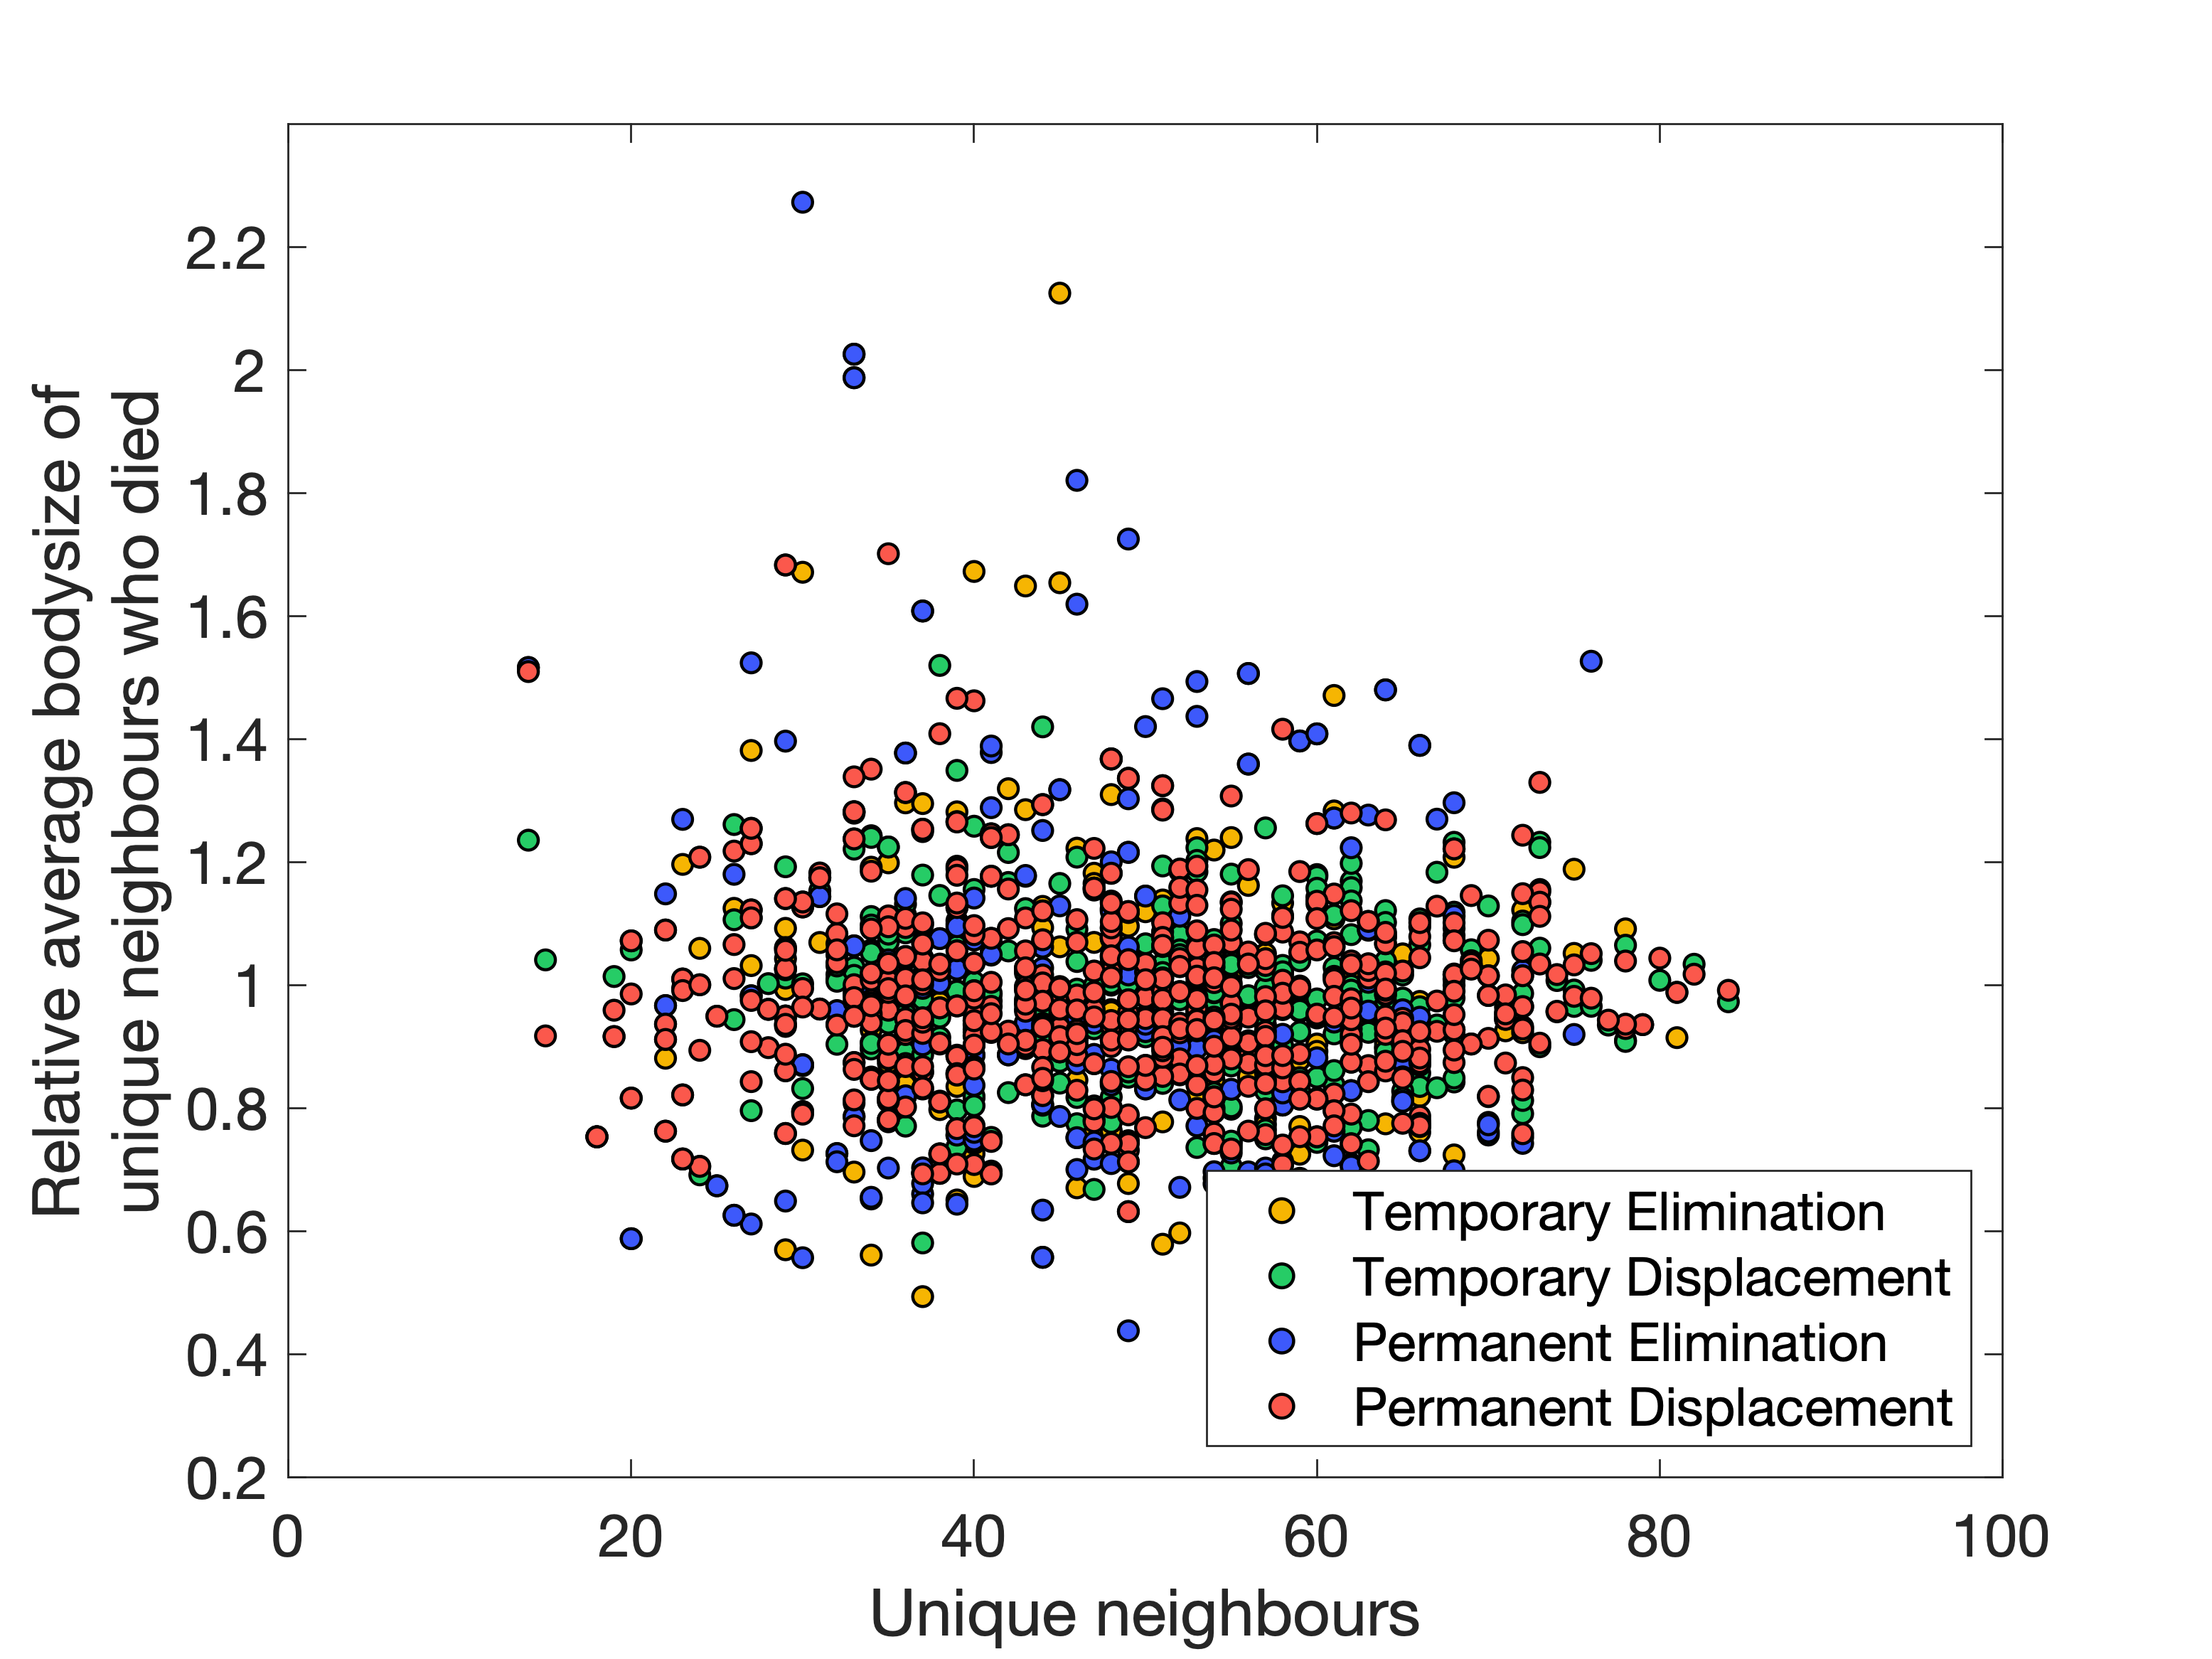 Relative average bodysize of
unique neighbours who died
2.2
2
1.8
1.6
1.4
1.2
1
0.8
0.6
0.4
0.2
0
20
40
60
80
100
Unique neighbours
Temporary Elimination
Temporary Displacement
Permanent Elimination
Permanent Displacement